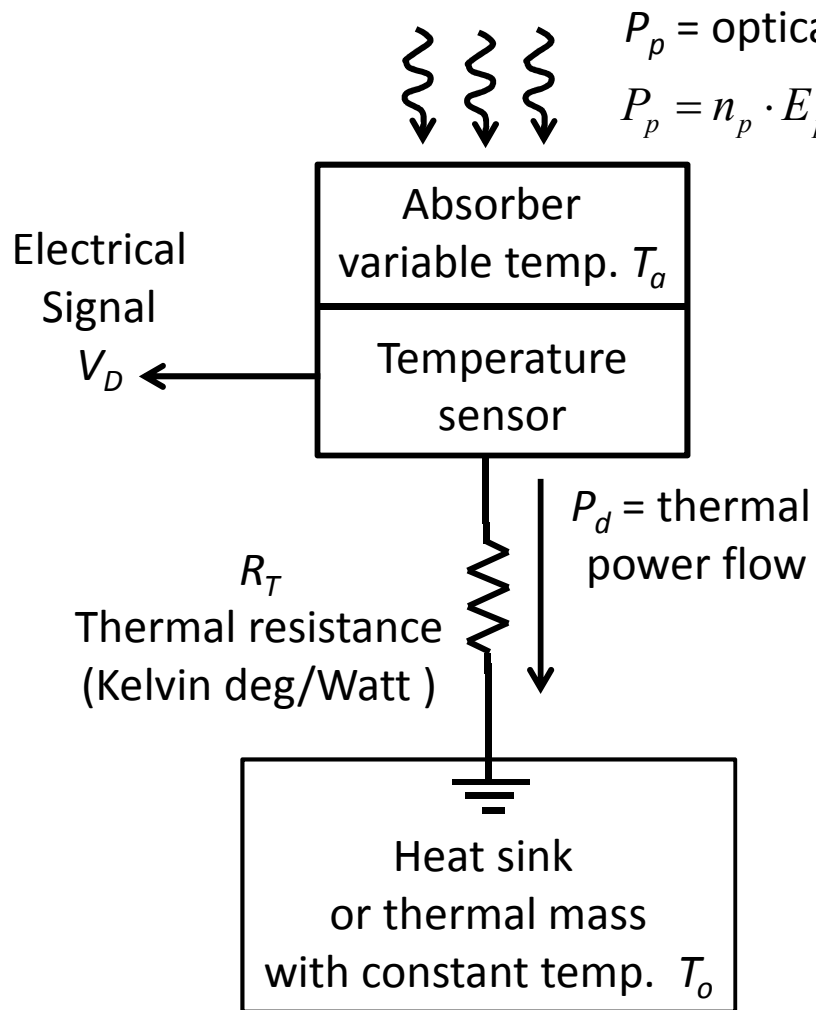 P_p = optica
P_p = n_p · E
Absorber
variable temp. T_a
Electrical
Signal
V_D
Temperature
sensor
P_d = thermal
power flow
R_T
Thermal resistance
(Kelvin deg/Watt )
Heat sink
or thermal mass
with constant temp. T_o